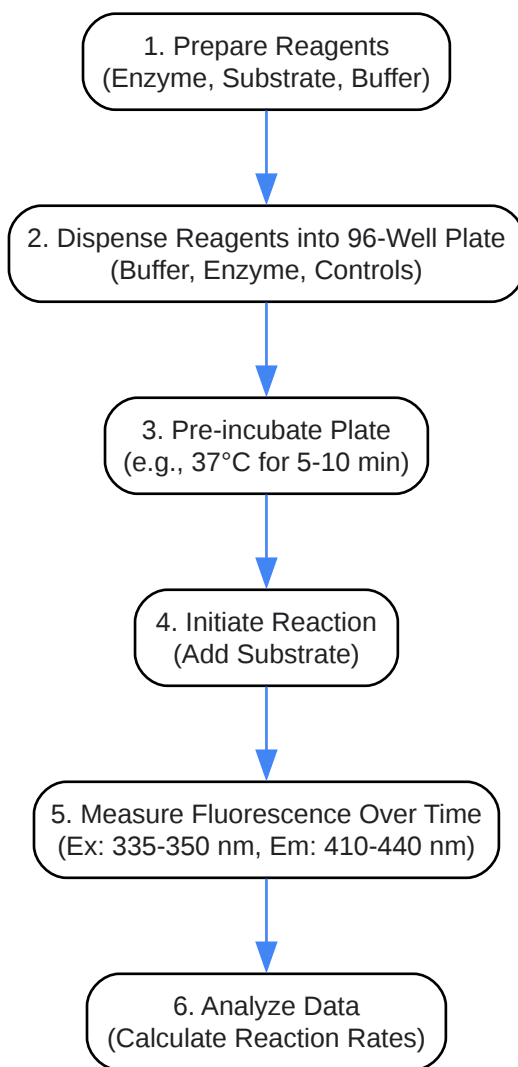 1. Prepare Reagents
(Enzyme, Substrate, Buffer)
2. Dispense Reagents into 96-Well Plate
(Buffer, Enzyme, Controls)
3. Pre-incubate Plate
(e.g., 37°C for 5-10 min)
4. Initiate Reaction
(Add Substrate)
5. Measure Fluorescence Over Time
(Ex: 335-350 nm, Em: 410-440 nm)
6. Analyze Data
(Calculate Reaction Rates)